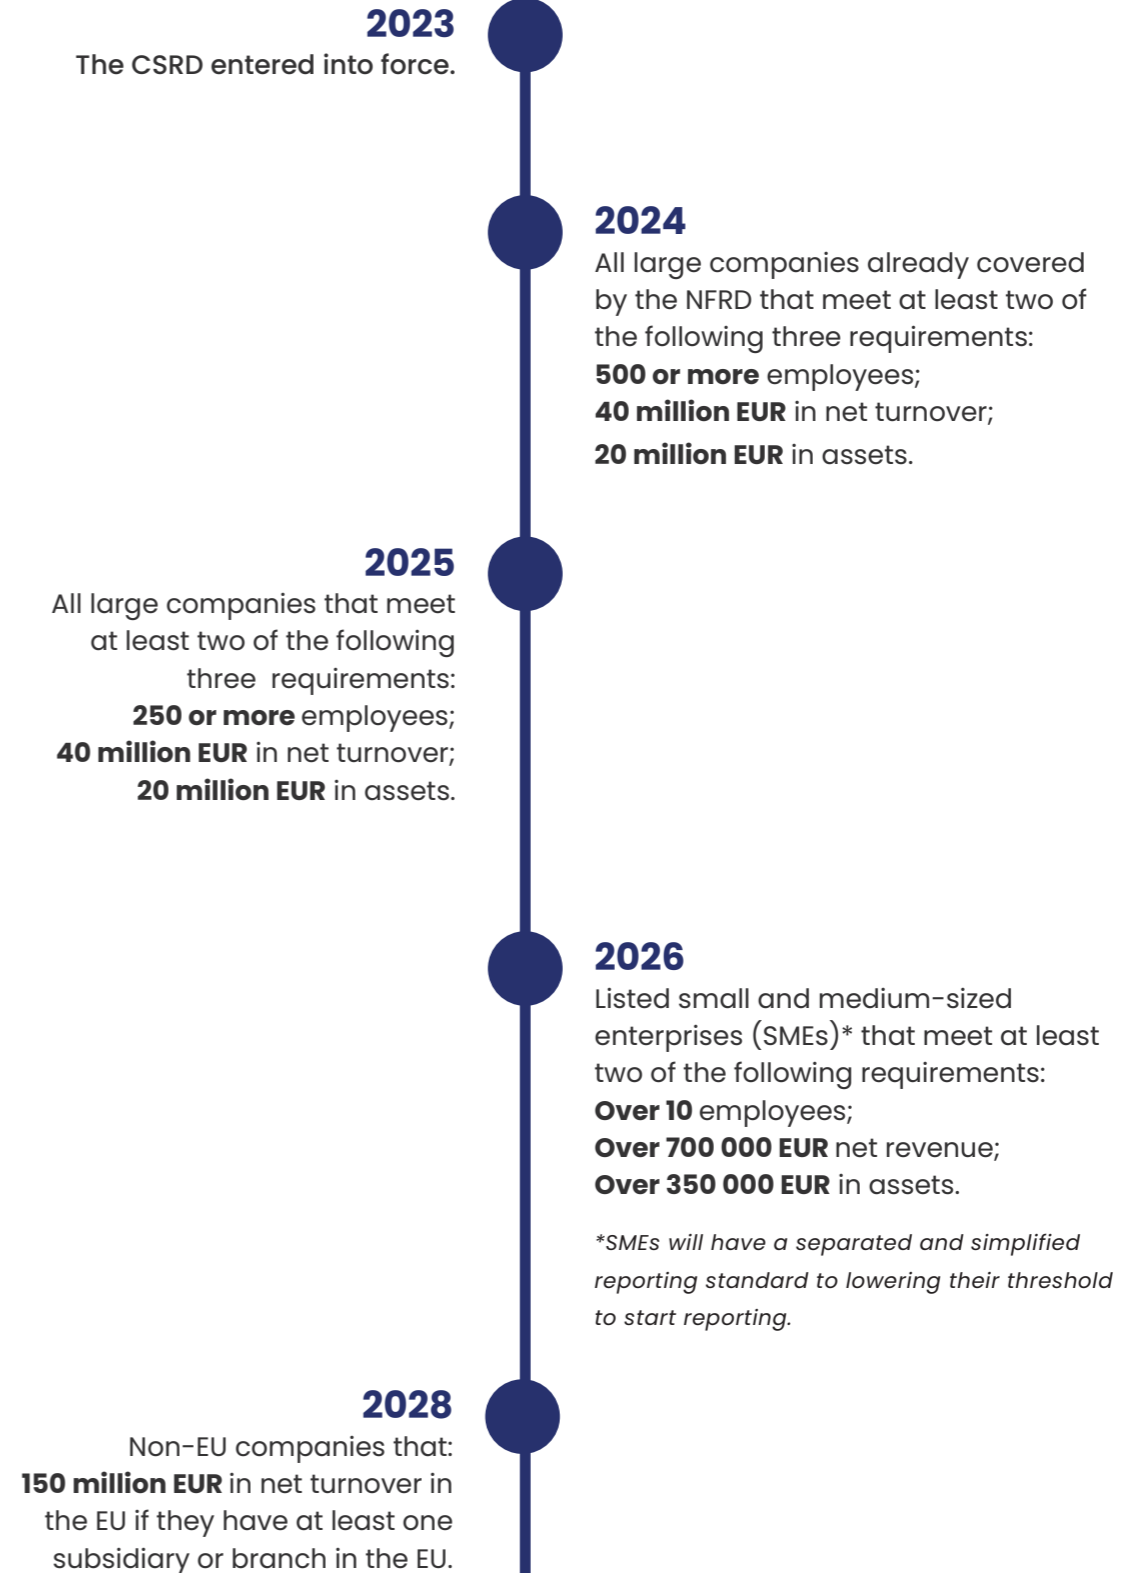 2023
The CSRD entered into force.
2024
All large companies already covered
by the NFRD that meet at least two of
the following three requirements:
500 or more employees;
40 million EUR in net turnover;
20 million EUR in assets.
2025
All large companies that meet
at least two of the following
three requirements:
250 or more employees;
40 million EUR in net turnover;
20 million EUR in assets.
2026
Listed small and medium-sized
enterprises (SMEs)* that meet at least
two of the following requirements:
Over 10 employees;
Over 700 000 EUR net revenue;
Over 350 000 EUR in assets.
*SMEs will have a separated and simplified
reporting standard to lowering their threshold
to start reporting.
2028
Non-EU companies that:
150 million EUR in net turnover in
the EU if they have at least one
subsidiary or branch in the EU.